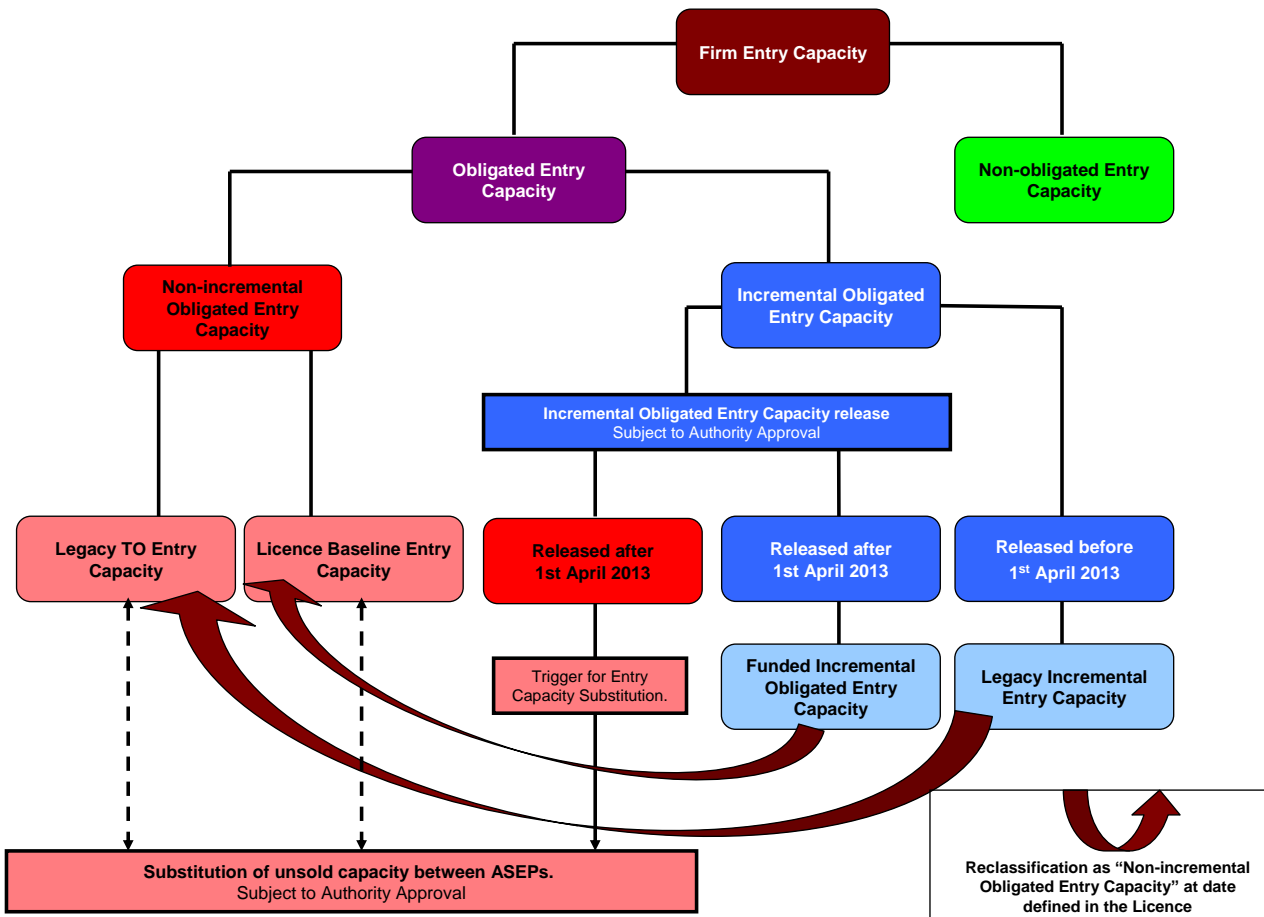 Firm Entry Capacity
Obligated Entry
Capacity
Non-obligated Entry
Capacity
Non-incremental
Obligated Entry
Capacity
Incremental Obligated
Entry Capacity
Incremental Obligated Entry Capacity release
Subject to Authority Approval
Legacy TO Entry
Capacity
Licence Baseline Entry
Capacity
Released after
1st April 2013
Released after
1st April 2013
Released before
1st April 2013
Trigger for Entry
Capacity Substitution.
Funded Incremental
Obligated Entry
Capacity
Legacy Incremental
Entry Capacity
Substitution of unsold capacity between ASEPs.
Subject to Authority Approval
Reclassification as “Non-incremental
Obligated Entry Capacity” at date
defined in the Licence